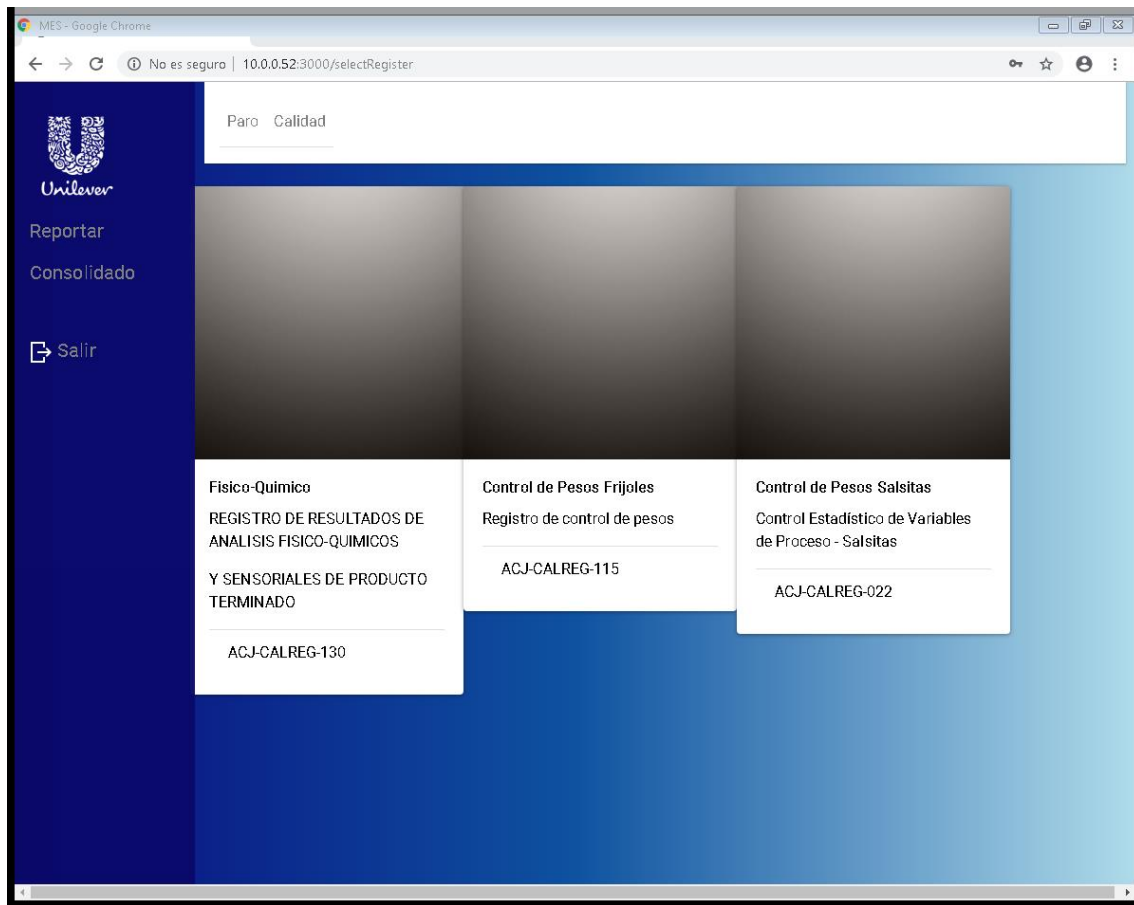 MES - Google Chrome
No es seguro | 10.0.0.52:3000/selectRegister
Unilever
Reportar
Consolidado
Salir
Paro Calidad
Fisico-Quimico
REGISTRO DE RESULTADOS DE
ANALISIS FISICO-QUIMICOS
Y SENSORIALES DE PRODUCTO
TERMINADO
ACJ-CALREG-130
Control de Pesos Frijoles
Registro de control de pesos
ACJ-CALREG-115
Control de Pesos Salsitas
Control Estadístico de Variables
de Proceso - Salsitas
ACJ-CALREG-022